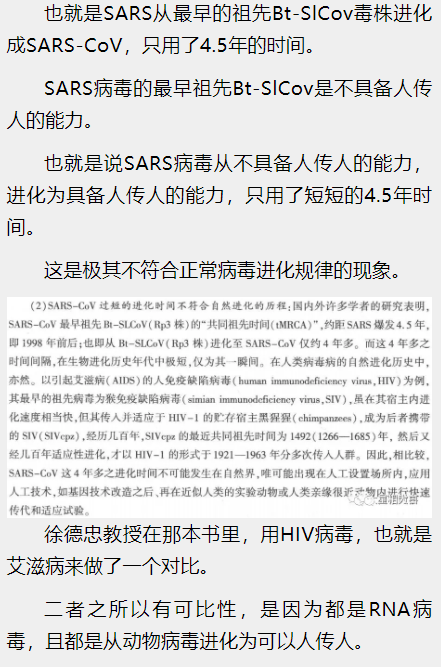 也就是SARS从最早的祖先Bt-SlCov毒株进化
成SARS-CoV，只用了4.5年的时间。
SARS病毒的最早祖先Bt-SlCov是不具备人传
人的能力。
也就是说SARS病毒从不具备人传人的能力，
进化为具备人传人的能力，只用了短短的4.5年时
间。
这是极其不符合正常病毒进化规律的现象。
(2)SARS-CoV 过短的进化时间不符合自然进化的历程：国内外许多学者的研究表明，
SARS-CoV 最早祖先 Bt-SLCoV(Rp3 株)的“共同祖先时间(tMRCA)”，约距 SARS 爆发 4.5 年，
即 1998 年前后；也即从 Bt-SLCoV(Rp3 株)进化至 SARS-CoV 仅约 4 年多。而这 4 年多之
时间间隔，在生物进化历史年代中极短，仅为其一瞬间。在人类病毒病的自然进化历史中，
亦然。以引起艾滋病(AIDS)的人免疫缺陷病毒(human immunodeficiency virus，HIV)为例，
其最早的祖先病毒为猴免疫缺陷病毒(simian immunodeficiency virus，SIV)，虽在其宿主内进
化速度相当快，但其传入并适应于 HIV-1 的贮存宿主黑猩猩(chimpanzees)，成为后者携带
的 SIV(SIVcpz)，经历几百年，SIVcpz 的最近共同祖先时间为 1492(1266—1685)年，然后又
经几百年适应性进化，才以 HIV-1 的形式于 1921—1963 年分多次传入人群。因此，相比较，
SARS-CoV 这 4 年多之进化时间不可能发生在自然界，唯可能出现在人工设置场所内，应用
人工技术，如基因技术改造之后、再在近似人类的实验动物或人类亲缘很近动物内进行快速
传代和适应试验。
徐德忠教授在那本书里，用HIV病毒，也就是
艾滋病来做了一个对比。
二者之所以有可比性，是因为都是RNA病
毒，且都是从动物病毒进化为可以人传人。